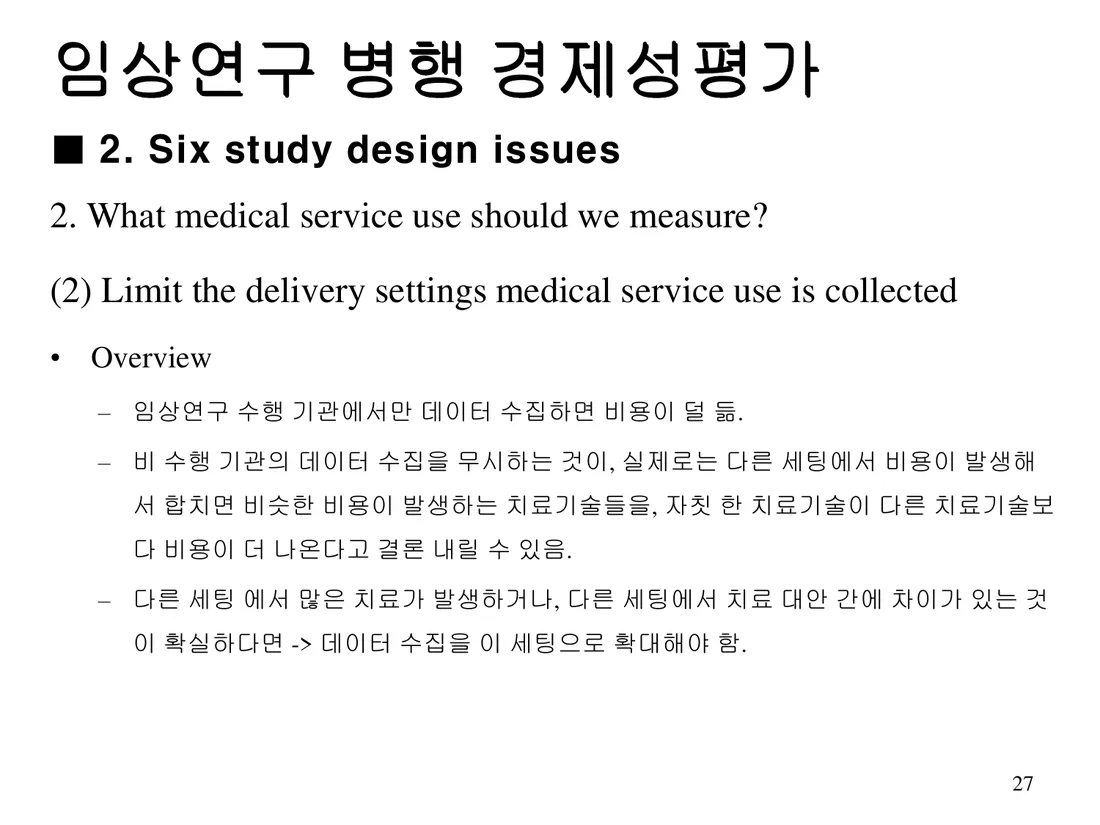 임상연구 병행 경제성평가
■ 2. Six study design issues
2. What medical service use should we measure?
(2) Limit the delivery settings medical service use is collected
• Overview
– 임상연구 수행 기관에서만 데이터 수집하면 비용이 덜 듦.
– 비 수행 기관의 데이터 수집을 무시하는 것이, 실제로는 다른 세팅에서 비용이 발생해
서 합치면 비슷한 비용이 발생하는 치료기술들을, 자칫 한 치료기술이 다른 치료기술보
다 비용이 더 나온다고 결론 내릴 수 있음.
– 다른 세팅 에서 많은 치료가 발생하거나, 다른 세팅에서 치료 대안 간에 차이가 있는 것
이 확실하다면 -> 데이터 수집을 이 세팅으로 확대해야 함.
27